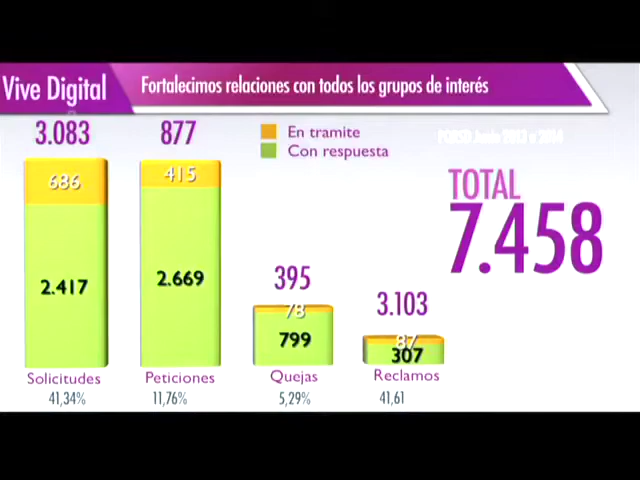 Vive Digital
Fortalecimos relaciones con todos los grupos de interés
3.083
877
En tramite
Con respuesta
TOTAL
7.458
686
415
2.417
2.669
395
78
799
3.103
87
307
Solicitudes
Peticiones
Quejas
Reclamos
41,34%
11,76%
5,29%
41,61